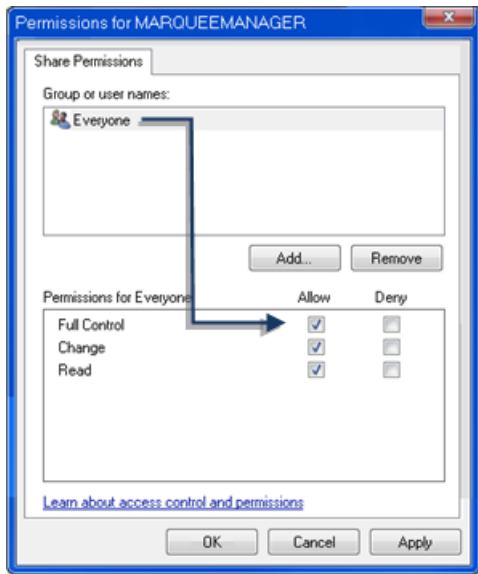 Permissions for MARQUEEMANAGER
Share Permissions
Group or user names:
Everyone
Add... Remove
Permissions for Everyone Allow Deny
Full Control
Change
Read
Learn about access control and permissions
OK Cancel Apply